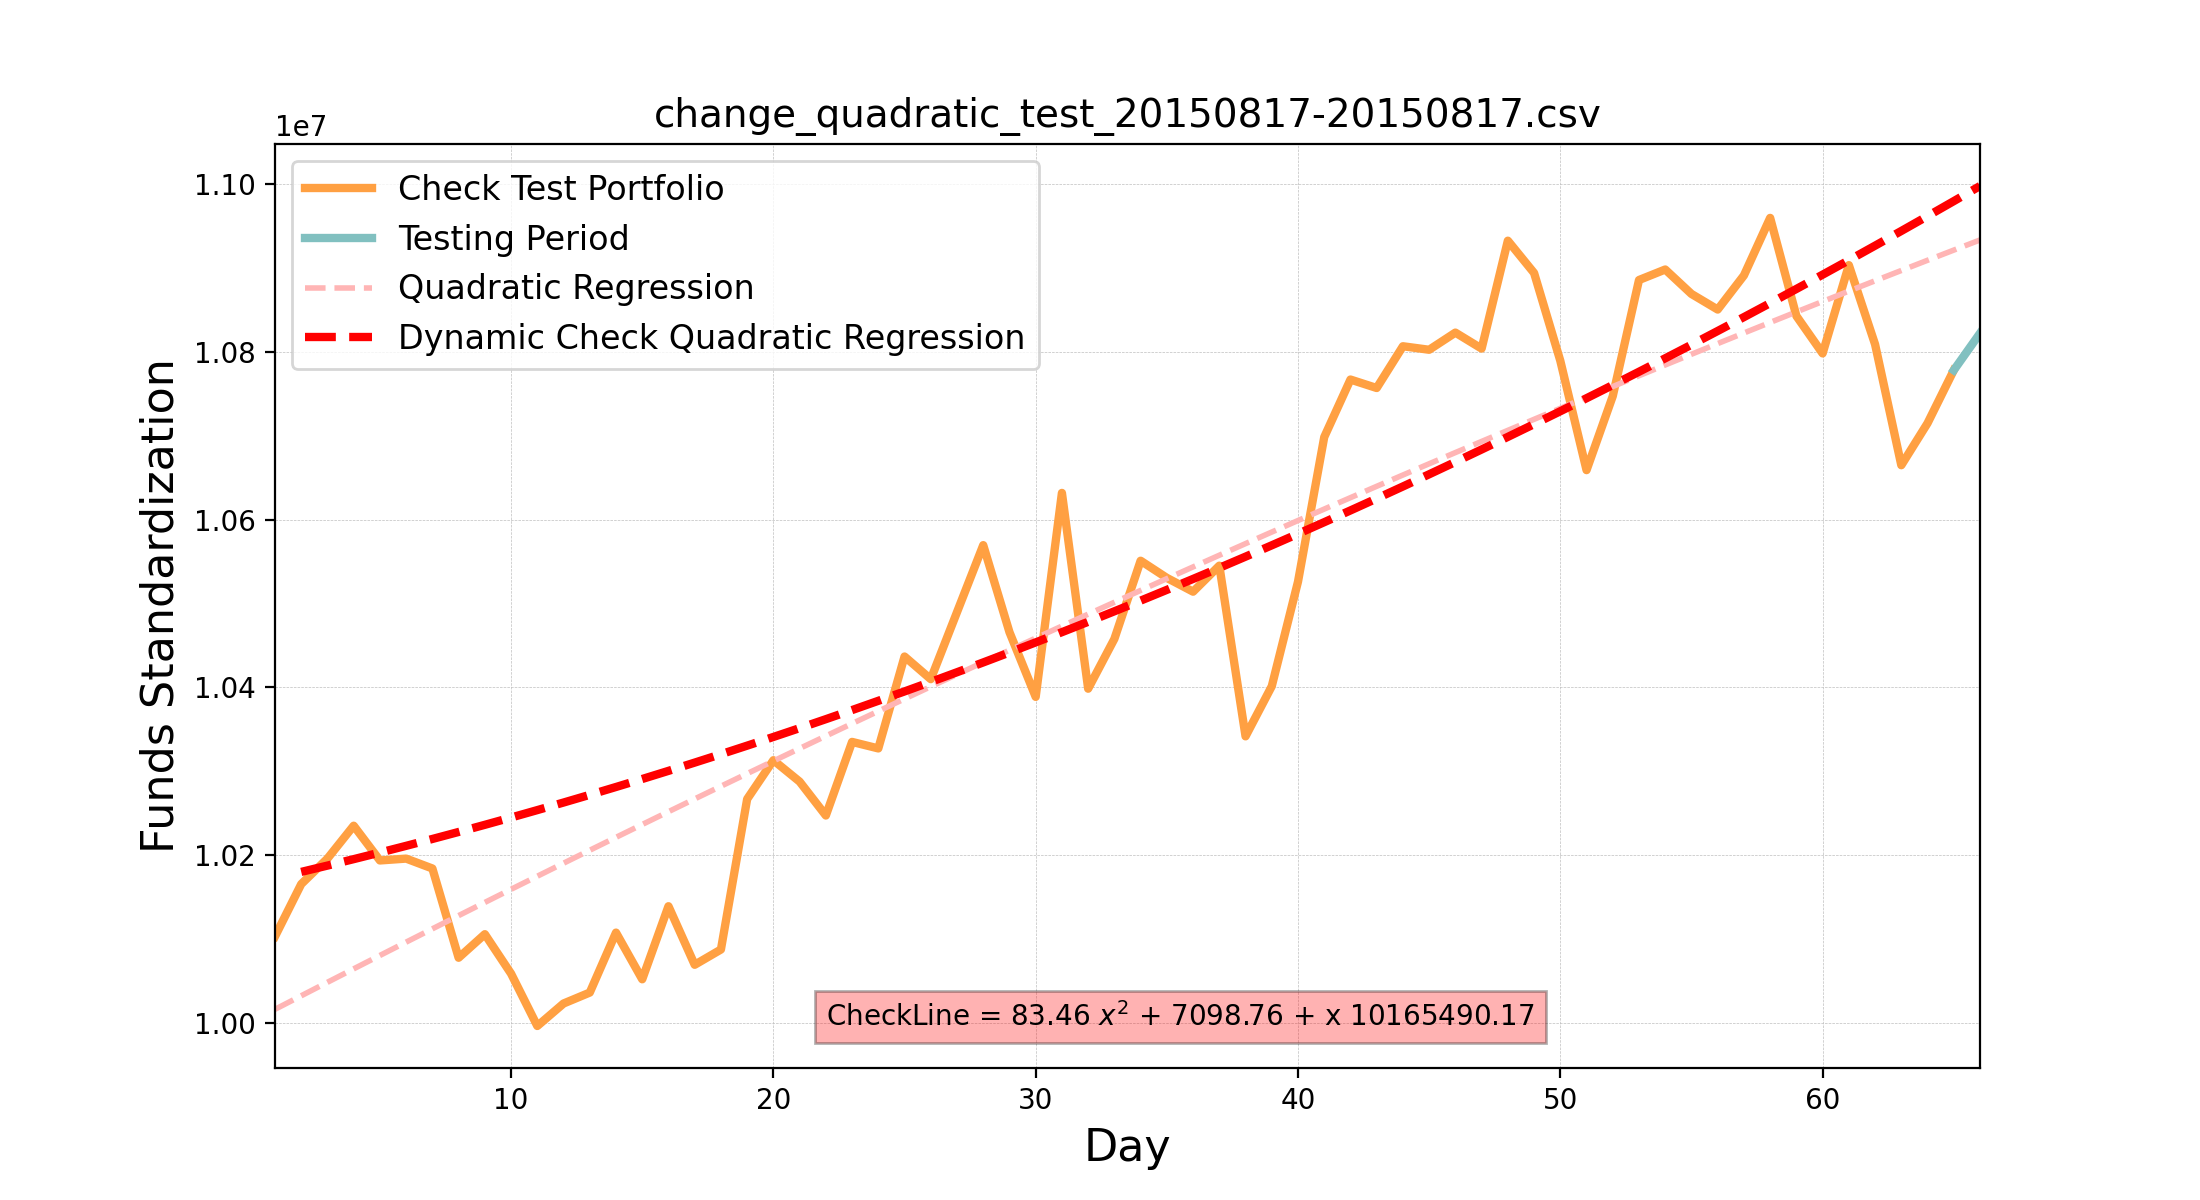 change_quadratic_test_20150817-20150817.csv
1e7
Check Test Portfolio
Testing Period
Quadratic Regression
Dynamic Check Quadratic Regression
1.10
1.08
1.06
1.04
1.02
1.00
Funds Standardization
CheckLine = 83.46 x² + 7098.76 + x 10165490.17
10 20 30 40 50 60
Day